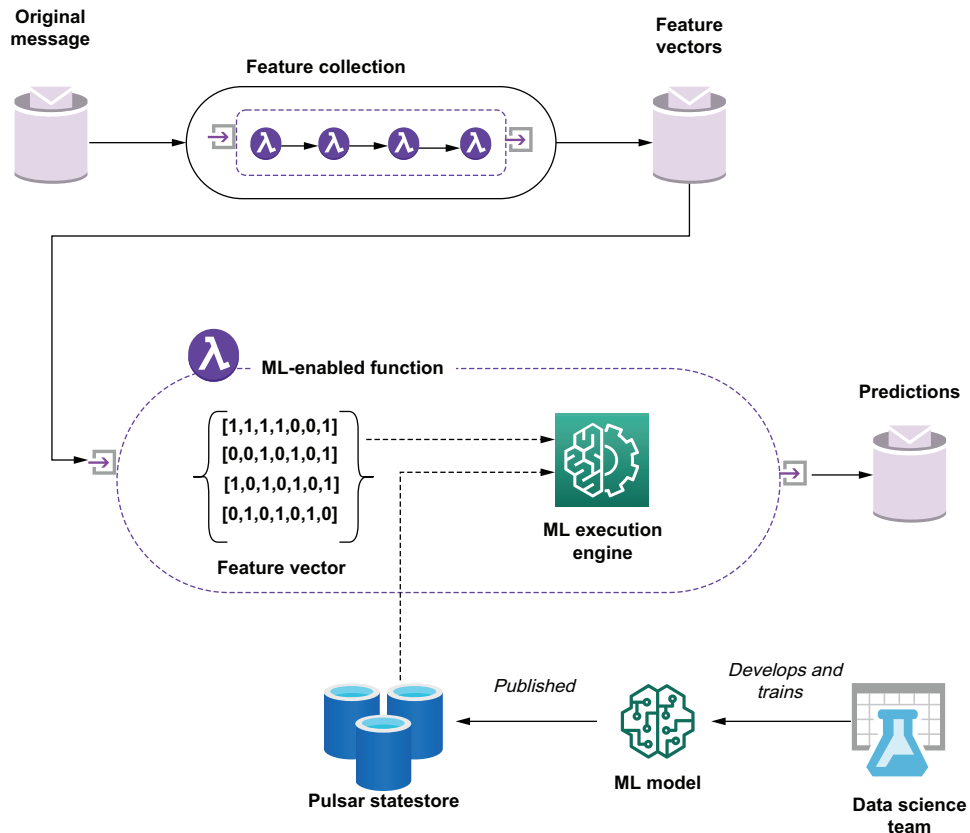 Original
message
Feature collection
Feature
vectors
λ
λ
λ
λ
λ
ML-enabled function
Predictions
[1,1,1,1,0,0,1]
[0,0,1,0,1,0,1]
[1,0,1,0,1,0,1]
[0,1,0,1,0,1,0]
Feature vector
ML execution
engine
Published
Develops and
trains
Pulsar statestore
ML model
Data science
team